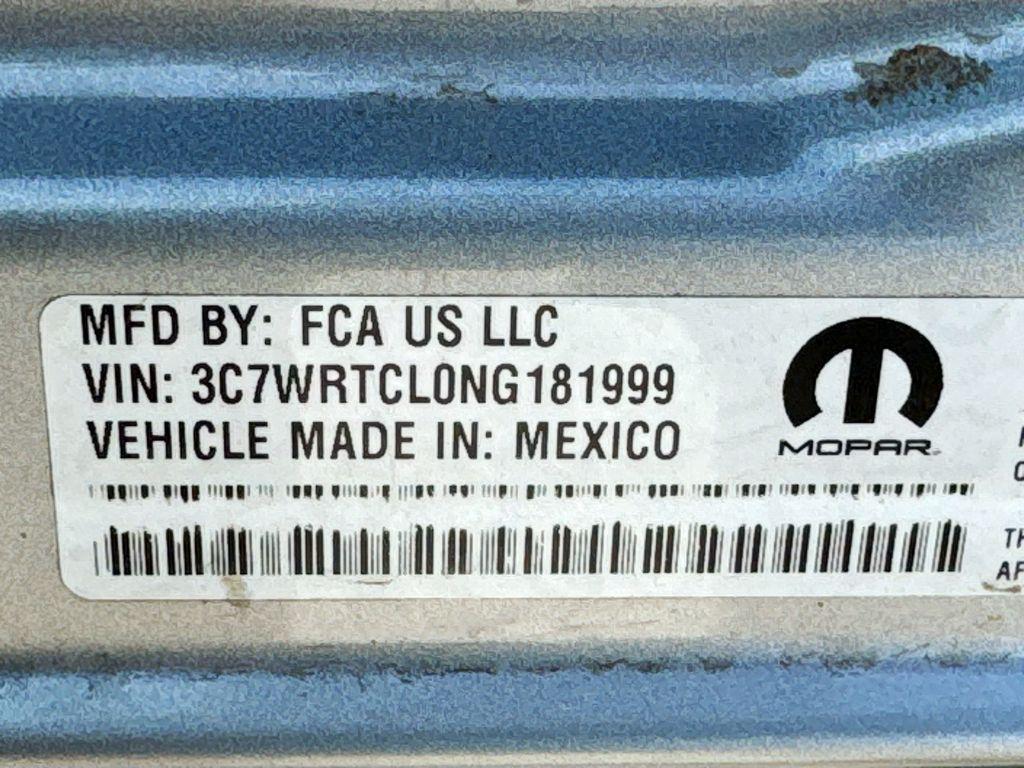 MFD BY: FCA US LLC
VIN: 3C7WRTCL0NG181999
VEHICLE MADE IN: MEXICO
MOPAR